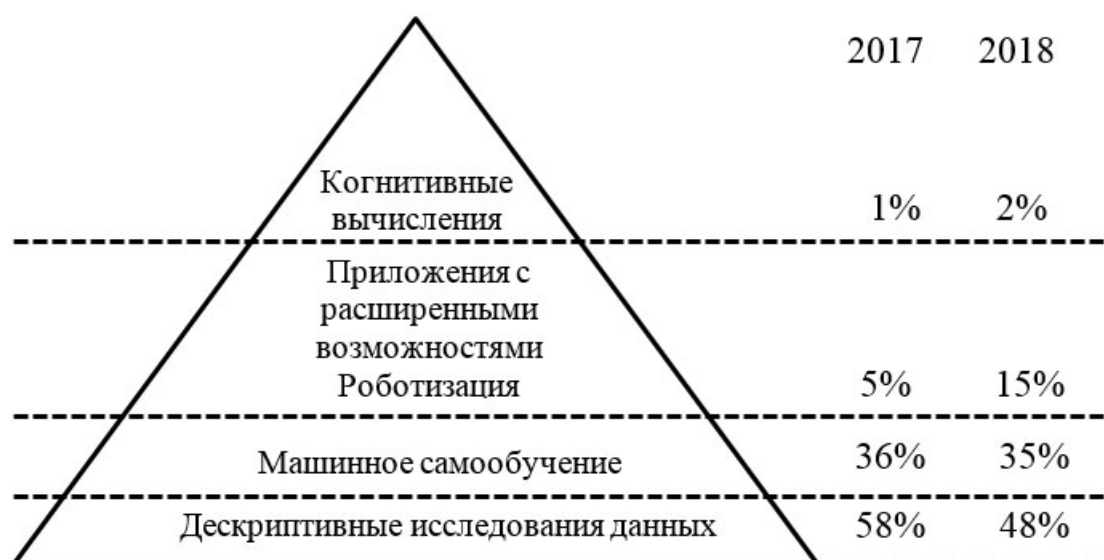 2017 2018
Когнитивные
вычисления
1% 2%
Приложения с
расширенными
возможностями
Роботизация
5% 15%
Машинное самообучение
36% 35%
Дескриптивные исследования данных
58% 48%